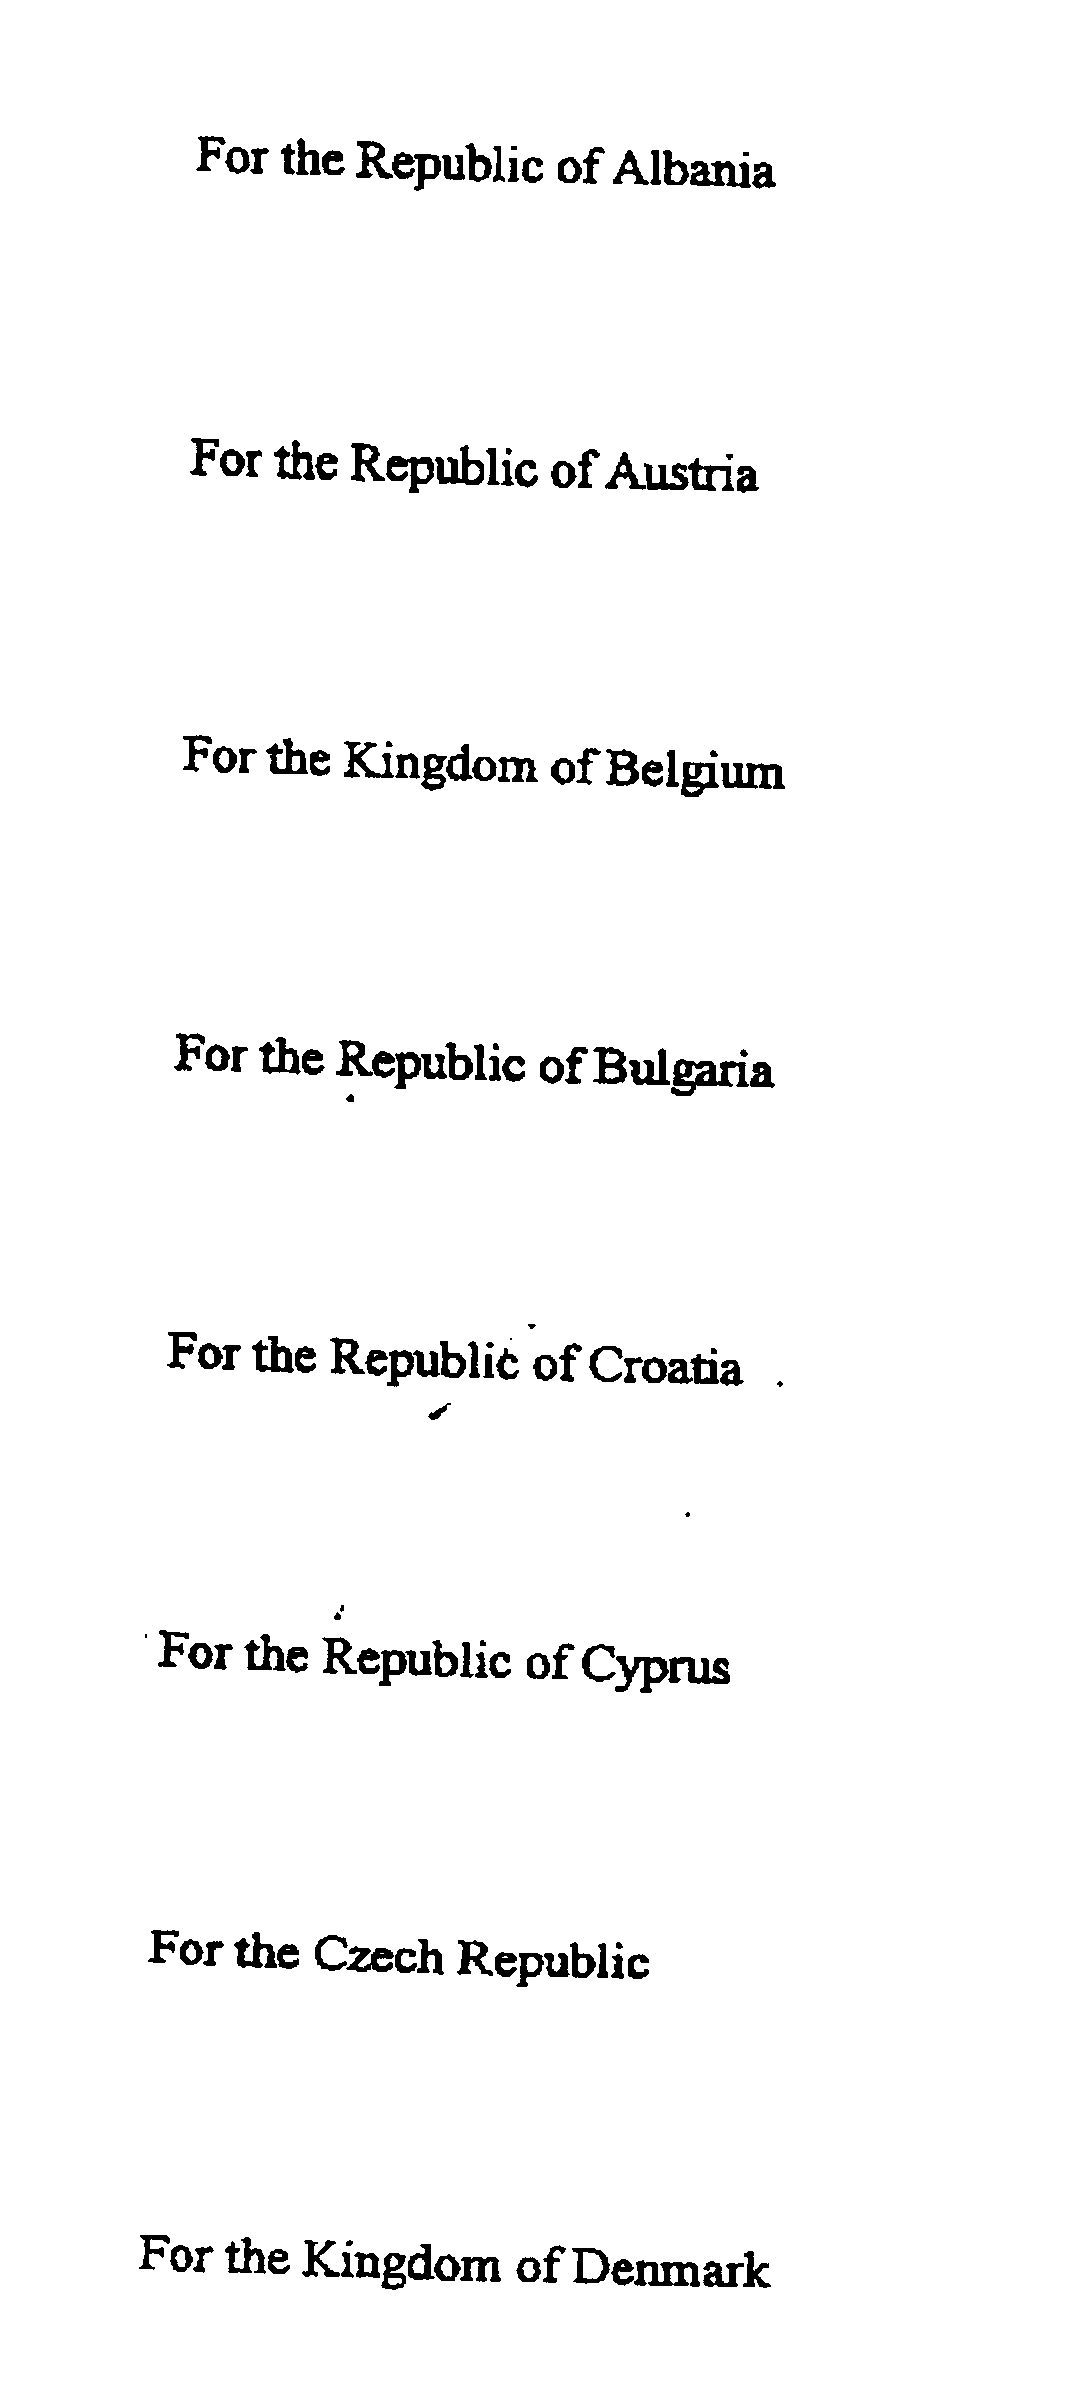 For the Republic of Albania
For the Republic of Austria
For the Kingdom of Belgium
For the Republic of Bulgaria
For the Republic of Croatia
For the Republic of Cyprus
For the Czech Republic
For the Kingdom of Denmark